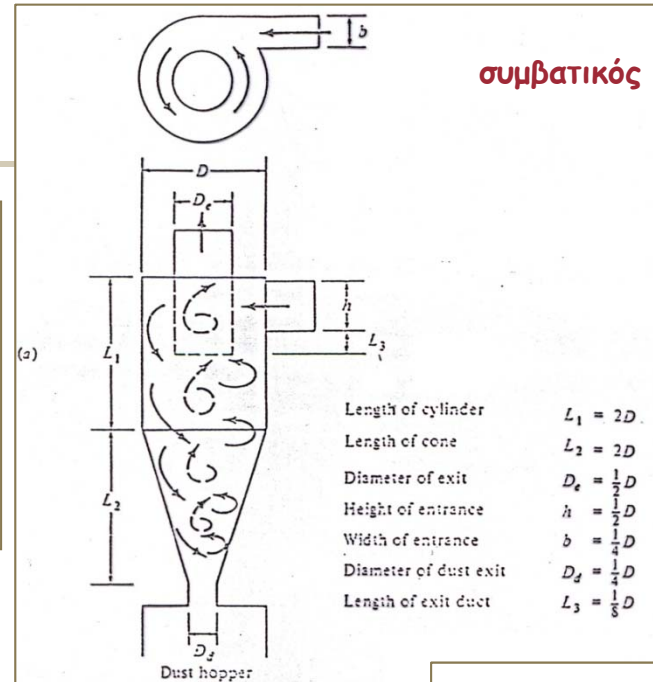 b
συμβατικός
D
D_e
h
L_3
(a)
L_1
L_2
D_d
Dust hopper
Length of cylinder L_1 = 2D
Length of cone L_2 = 2D
Diameter of exit D_e = 1/2 D
Height of entrance h = 1/2 D
Width of entrance b = 1/4 D
Diameter of dust exit D_d = 1/4 D
Length of exit duct L_3 = 1/8 D